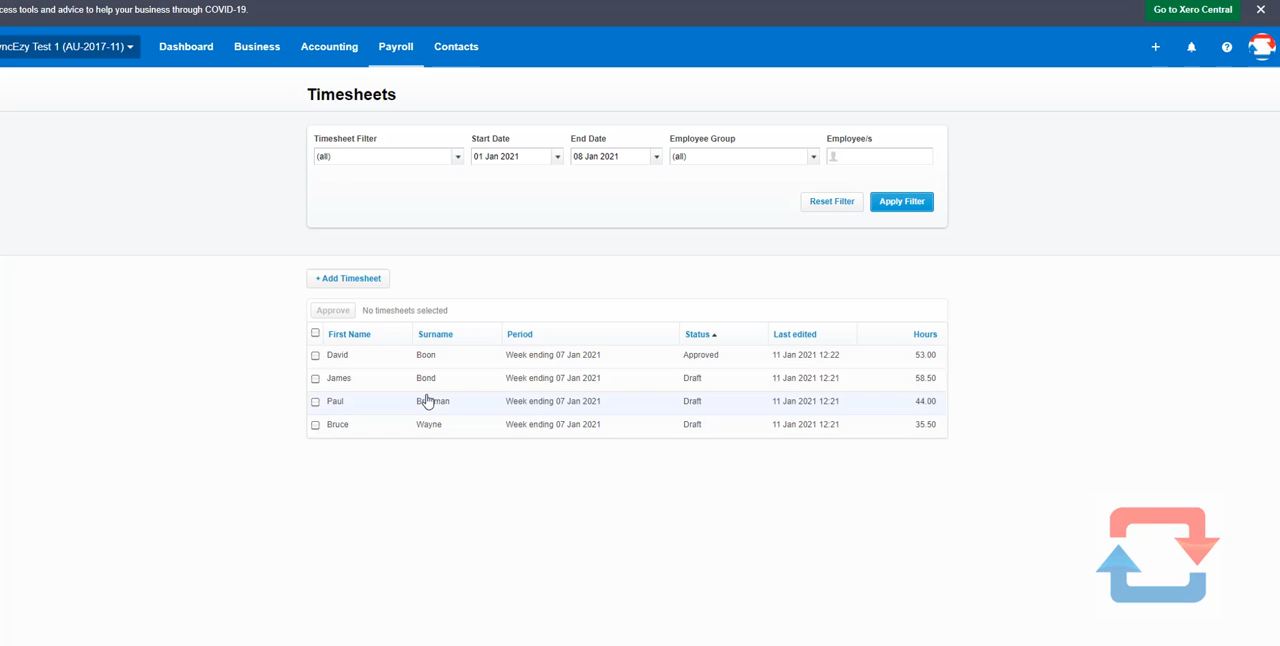 cess tools and advice to help your business through COVID-19.
Go to Xero Central
yncEzy Test 1 (AU-2017-11)
Dashboard Business Accounting Payroll Contacts
Timesheets
Timesheet Filter Start Date End Date Employee Group Employee/s
(all) 01 Jan 2021 08 Jan 2021 (all)
Reset Filter Apply Filter
+ Add Timesheet
Approve No timesheets selected
First Name Surname Period Status Last edited Hours
David Boon Week ending 07 Jan 2021 Approved 11 Jan 2021 12:22 53.00
James Bond Week ending 07 Jan 2021 Draft 11 Jan 2021 12:21 58.50
Paul Week ending 07 Jan 2021 Draft 11 Jan 2021 12:21 44.00
Bruce Wayne Week ending 07 Jan 2021 Draft 11 Jan 2021 12:21 35.50